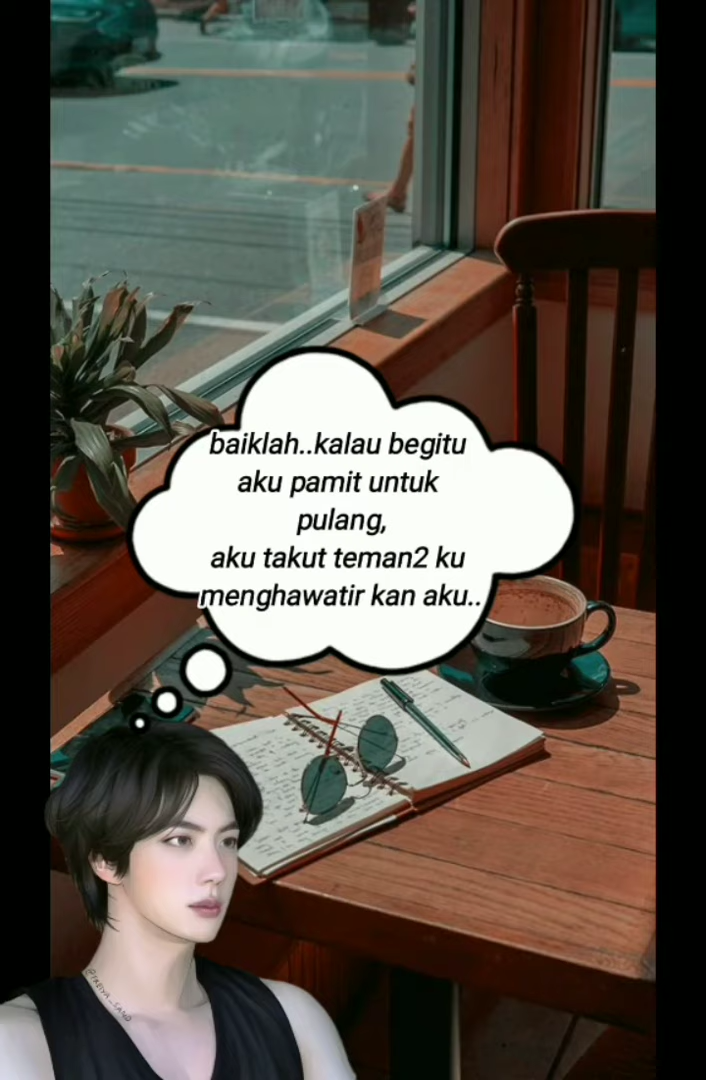 baiklah..kalau begitu
aku pamit untuk
pulang,
aku takut teman2 ku
menghawatir kan aku..